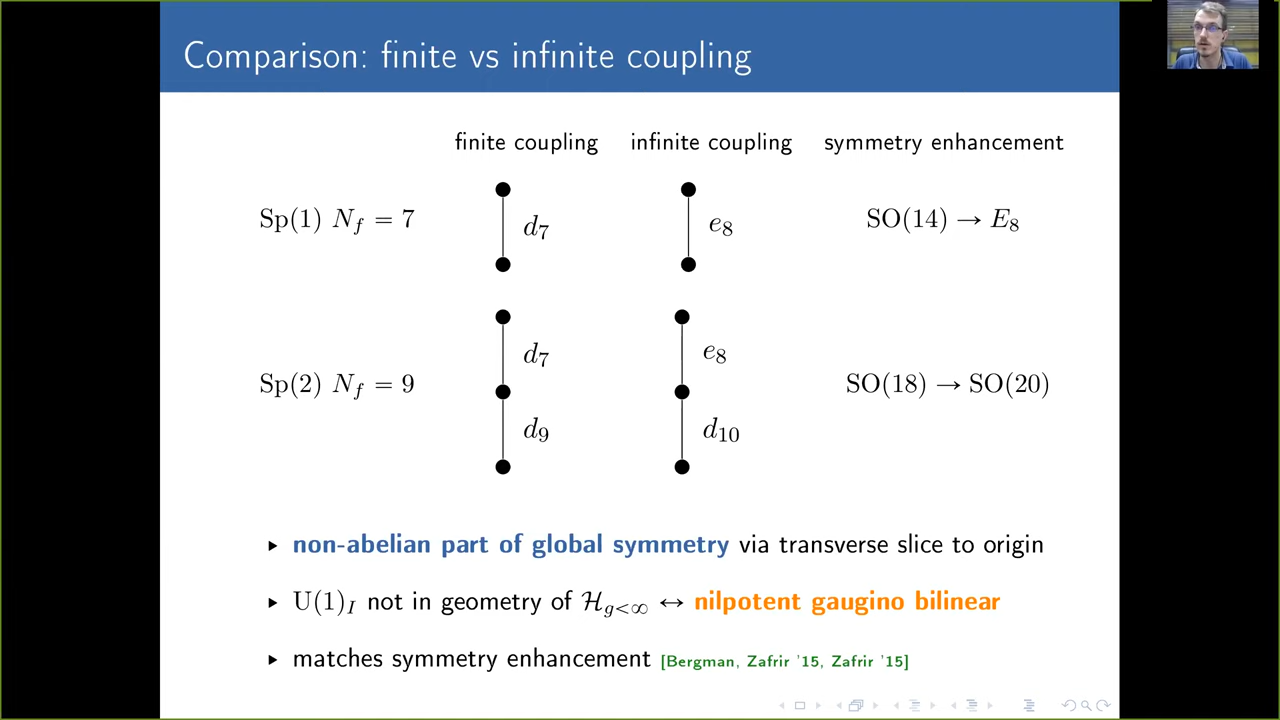 Comparison: finite vs infinite coupling
finite coupling infinite coupling symmetry enhancement
Sp(1) N_f = 7 d_7 e_8 SO(14) → E_8
d_7 e_8
Sp(2) N_f = 9 SO(18) → SO(20)
d_9 d_10
▸ non-abelian part of global symmetry via transverse slice to origin
▸ U(1)_I not in geometry of ℋ_{g<∞} ↔ nilpotent gaugino bilinear
▸ matches symmetry enhancement [Bergman, Zafrir '15, Zafrir '15]